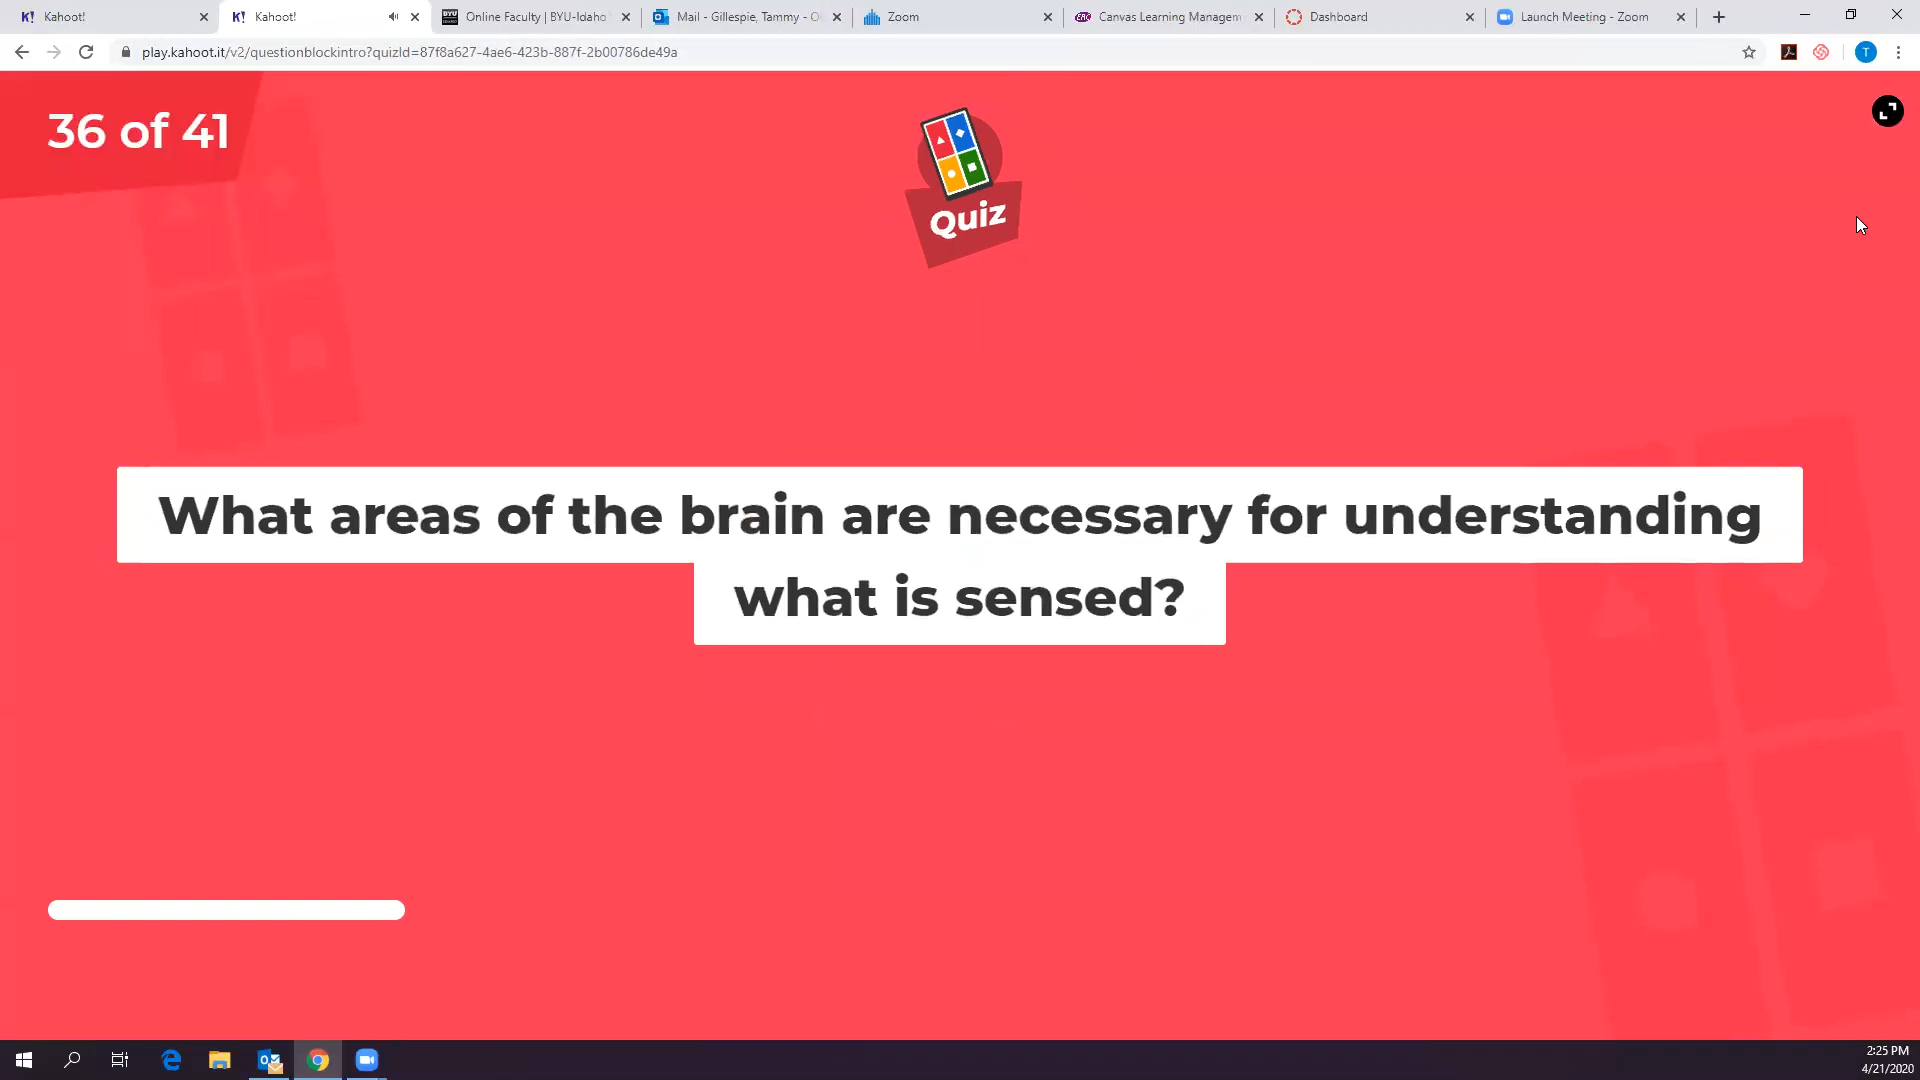 Kahoot!
Kahoot!
Online Faculty | BYU-Idaho
Mail - Gillespie, Tammy - O
Zoom
Canvas Learning Managem
Dashboard
Launch Meeting - Zoom
play.kahoot.it/v2/questionblockintro?quizId=87f8a627-4ae6-423b-887f-2b00786de49a
T
36 of 41
Quiz
What areas of the brain are necessary for understanding
what is sensed?
2:25 PM
4/21/2020